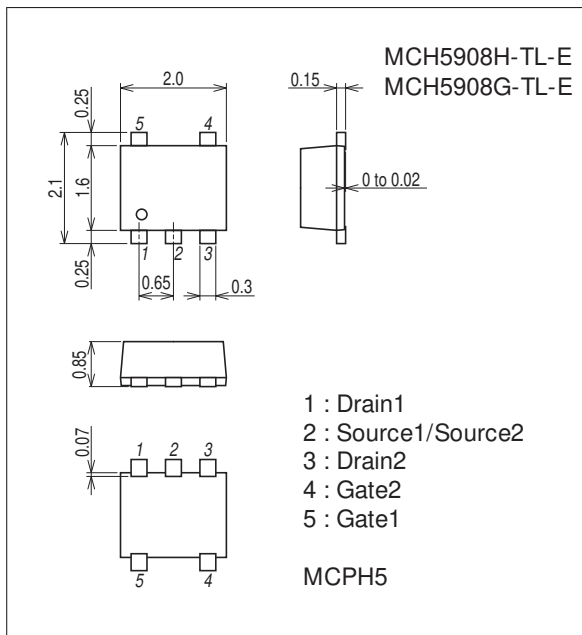 MCH5908H-TL-E
MCH5908G-TL-E
2.0
0.15
0.25
5
4
2.1
1.6
0 to 0.02
0.25
1
2
3
0.65
0.3
0.85
0.07
1
2
3
5
4
1 : Drain1
2 : Source1/Source2
3 : Drain2
4 : Gate2
5 : Gate1
MCPH5